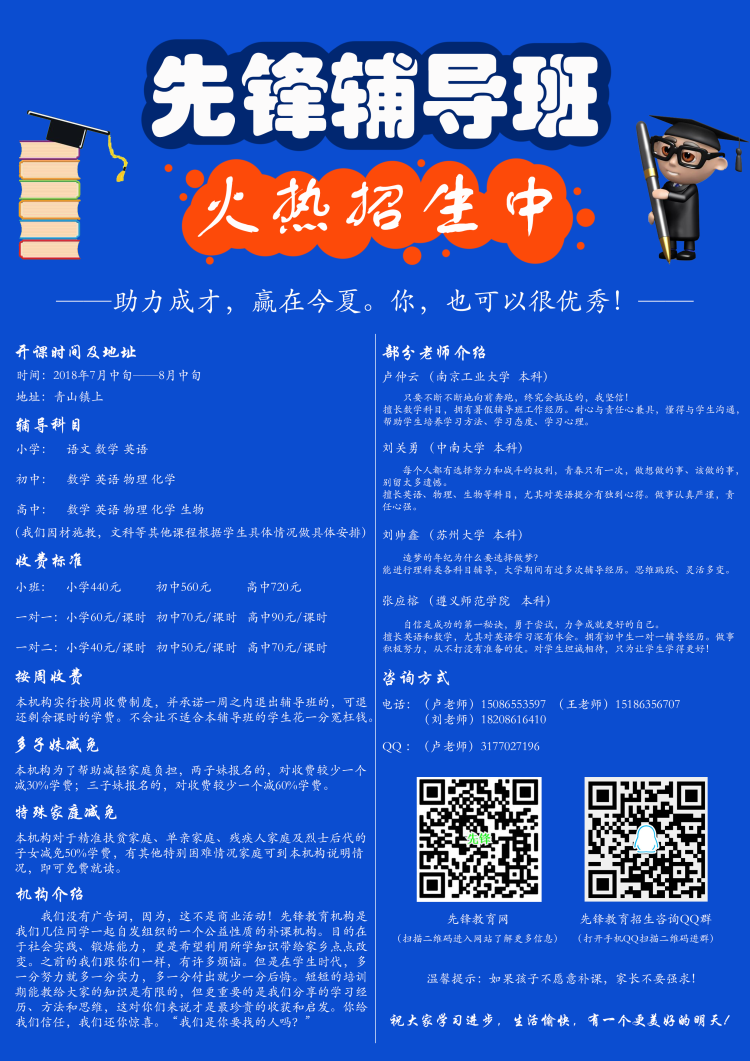 先锋辅导班
火热招生中
——助力成才，赢在今夏。你，也可以很优秀！——
开课时间及地址
时间：2018年7月中旬——8月中旬
地址：青山镇上
辅导科目
小学： 语文 数学 英语
初中： 数学 英语 物理 化学
高中： 数学 英语 物理 化学 生物
（我们因材施教，文科等其他课程根据学生具体情况做具体安排）
收费标准
小班： 小学440元 初中560元 高中720元
一对一：小学60元/课时 初中70元/课时 高中90元/课时
一对二：小学40元/课时 初中50元/课时 高中70元/课时
按周收费
本机构实行按周收费制度，并承诺一周之内退出辅导班的，可退
还剩余课时的学费。不会让不适合本辅导班的学生花一分冤枉钱。
多子妹减免
本机构为了帮助减轻家庭负担，两子妹报名的，对收费较少一个
减30%学费；三子妹报名的，对收费较少一个减60%学费。
特殊家庭减免
本机构对于精准扶贫家庭、单亲家庭、残疾人家庭及烈士后代的
子女减免50%学费，有其他特别困难情况家庭可到本机构说明情
况，即可免费就读。
机构介绍
我们没有广告词，因为，这不是商业活动！先锋教育机构是
我们几位同学一起自发组织的一个公益性质的补课机构。目的在
于社会实践、锻炼能力，更是希望利用所学知识带给家乡点点改
变。之前的我们跟你们一样，有许多烦恼。但是在学生时代，多
一分努力就多一分实力，多一分付出就少一分后悔。短短的培训
期能教给大家的知识是有限的，但更重要的是我们分享的学习经
历、方法和思维，这对你们来说才是最珍贵的收获和启发。你给
我们信任，我们还你惊喜。“我们是你要找的人吗？”
部分老师介绍
卢仲云（南京工业大学 本科）
只要不断不断地向前奔跑，终究会抵达的，我坚信！
擅长数学科目，拥有暑假辅导班工作经历。耐心与责任心兼具，懂得与学生沟通，
帮助学生培养学习方法、学习态度、学习心理。
刘关勇（中南大学 本科）
每个人都有选择努力和战斗的权利，青春只有一次，做想做的事、该做的事，
别留太多遗憾。
擅长英语、物理、生物等科目，尤其对英语提分有独到心得。做事认真严谨，责
任心强。
刘帅鑫（苏州大学 本科）
造梦的年纪为什么要选择做梦？
能进行理科类各科目辅导，大学期间有过多次辅导经历。思维跳跃、灵活多变。
张应榕（遵义师范学院 本科）
自信是成功的第一秘诀，勇于尝试，力争成就更好的自己。
擅长英语和数学，尤其对英语学习深有体会。拥有初中生一对一辅导经历。做事
积极努力，从不打没有准备的仗。对学生坦诚相待，只为让学生学得更好！
咨询方式
电话：（卢老师）15086553597 （王老师）15186356707
（刘老师）18208616410
QQ：（卢老师）3177027196
先锋
先锋教育网
（扫描二维码进入网站了解更多信息）
先锋教育招生咨询QQ群
（打开手机QQ扫描二维码进群）
温馨提示：如果孩子不愿意补课，家长不要强求！
祝大家学习进步，生活愉快，有一个更美好的明天！